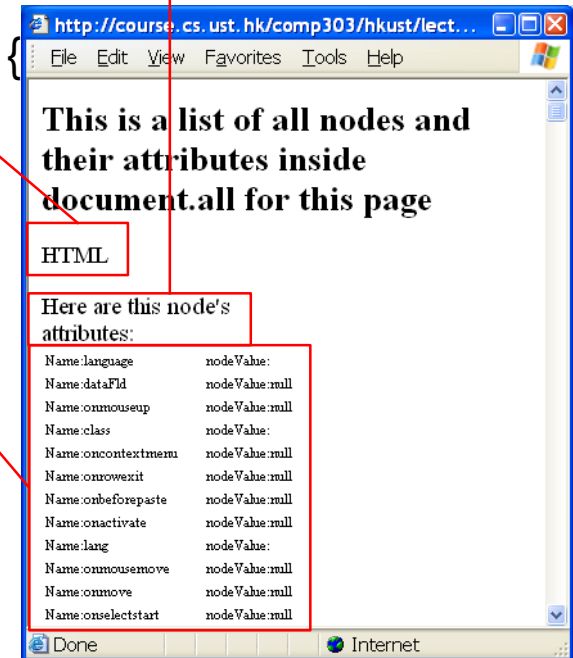 http://course.cs.ust.hk/comp303/hkust/lect...
{ File Edit View Favorites Tools Help
This is a list of all nodes and
their attributes inside
document.all for this page
HTML
Here are this node's
attributes:
Name:language nodeValue:
Name:dataFld nodeValue:null
Name:onmouseup nodeValue:null
Name:class nodeValue:
Name:oncontextmenu nodeValue:null
Name:onrowexit nodeValue:null
Name:onbeforepaste nodeValue:null
Name:onactivate nodeValue:null
Name:lang nodeValue:
Name:onmousemove nodeValue:null
Name:onmove nodeValue:null
Name:onselectstart nodeValue:null
Done Internet